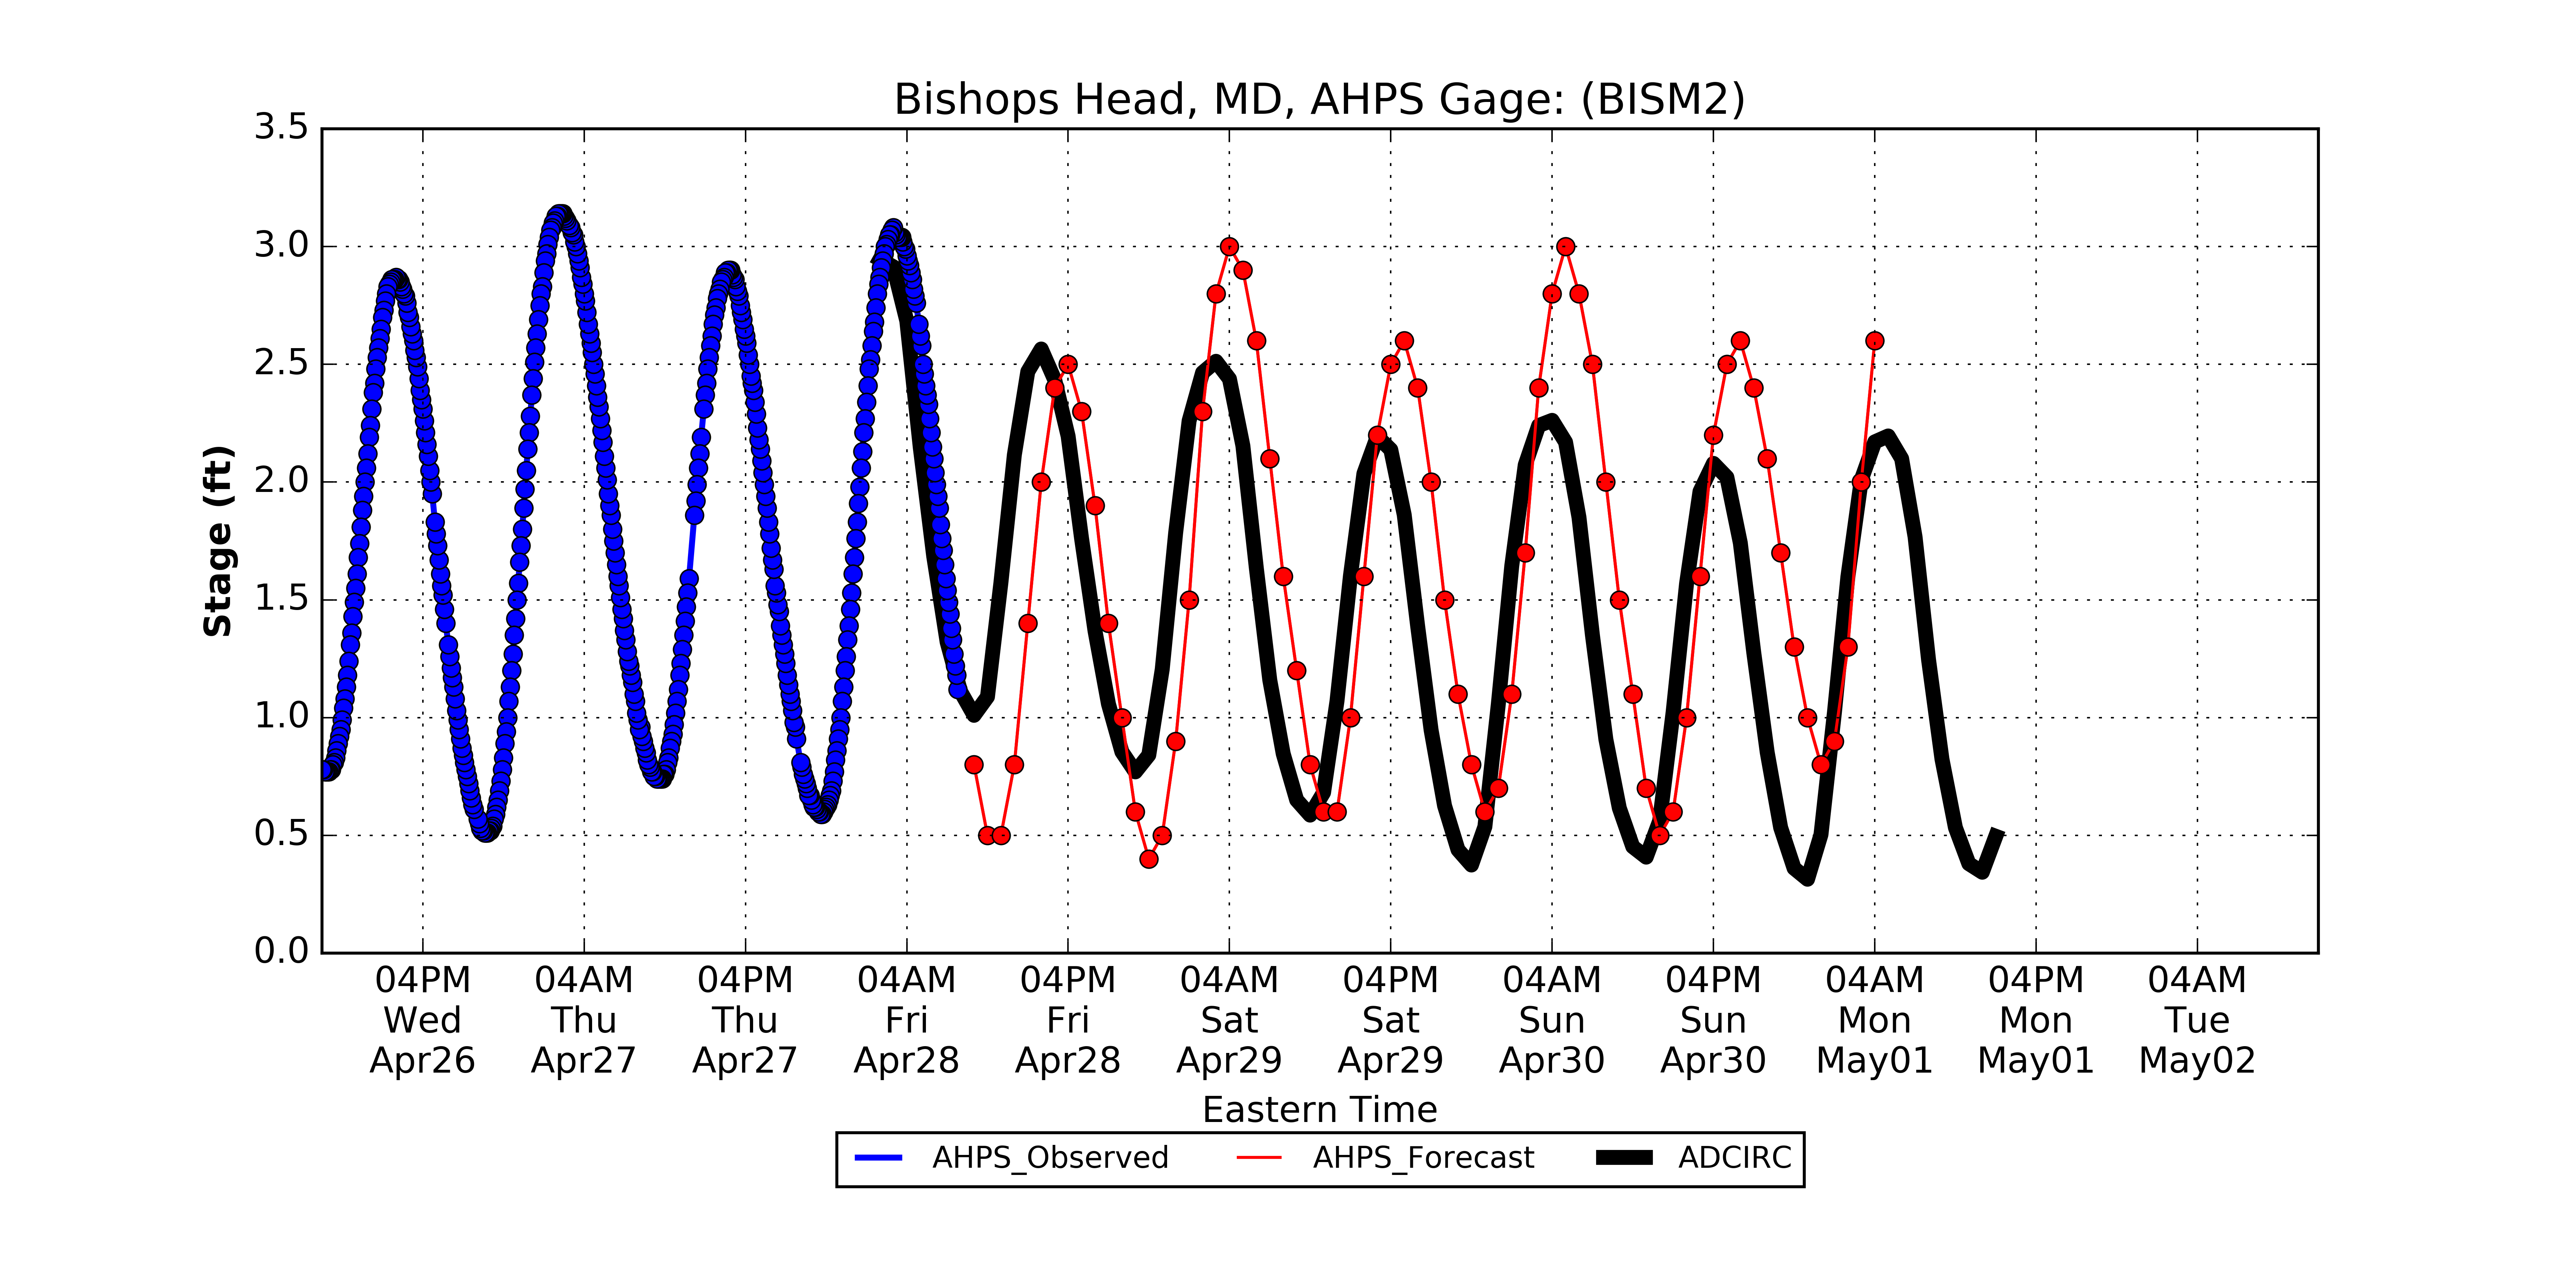 Bishops Head, MD, AHPS Gage: (BISM2)
3.5
3.0
2.5
2.0
1.5
1.0
0.5
0.0
Stage (ft)
04PM 04AM 04PM 04AM 04PM 04AM 04PM 04AM 04PM 04AM 04PM 04AM
Wed Thu Thu Fri Fri Sat Sat Sun Sun Mon Mon Tue
Apr26 Apr27 Apr27 Apr28 Apr28 Apr29 Apr29 Apr30 Apr30 May01 May01 May02
Eastern Time
AHPS_Observed AHPS_Forecast ADCIRC